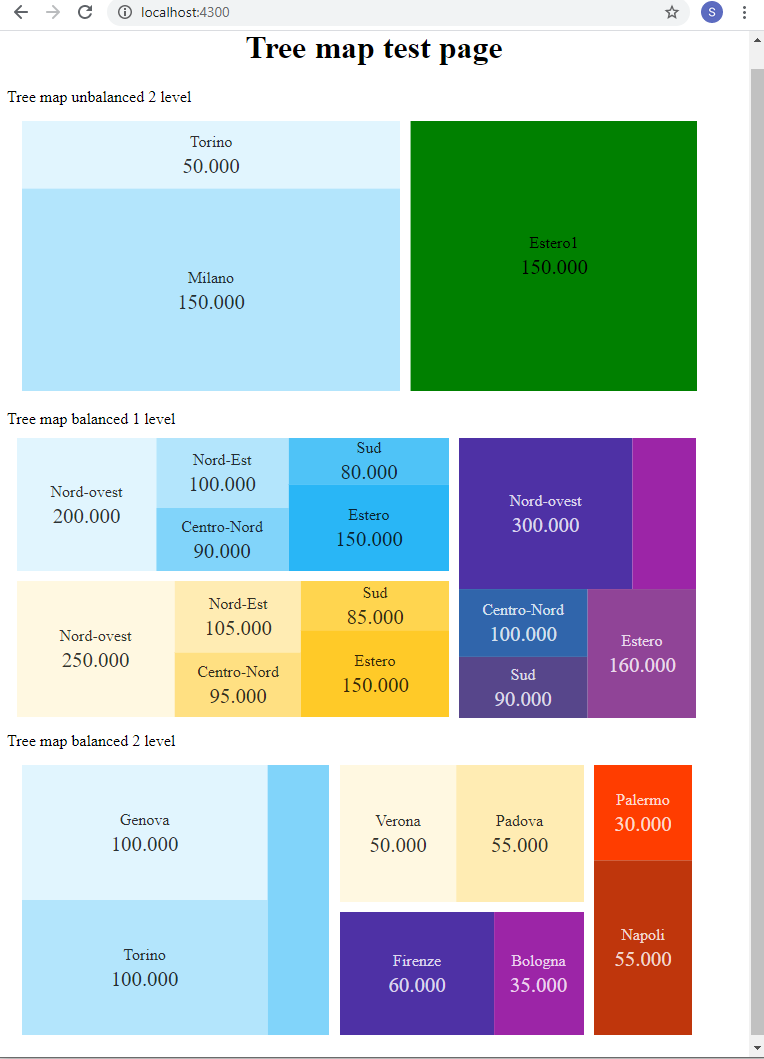 localhost:4300
S
Tree map test page
Tree map unbalanced 2 level
Torino
50.000
Milano
150.000
Estero1
150.000
Tree map balanced 1 level
Nord-ovest
200.000
Nord-Est
100.000
Centro-Nord
90.000
Sud
80.000
Estero
150.000
Nord-ovest
300.000
Centro-Nord
100.000
Sud
90.000
Estero
160.000
Nord-ovest
250.000
Nord-Est
105.000
Centro-Nord
95.000
Sud
85.000
Estero
150.000
Tree map balanced 2 level
Genova
100.000
Torino
100.000
Verona
50.000
Padova
55.000
Firenze
60.000
Bologna
35.000
Palermo
30.000
Napoli
55.000